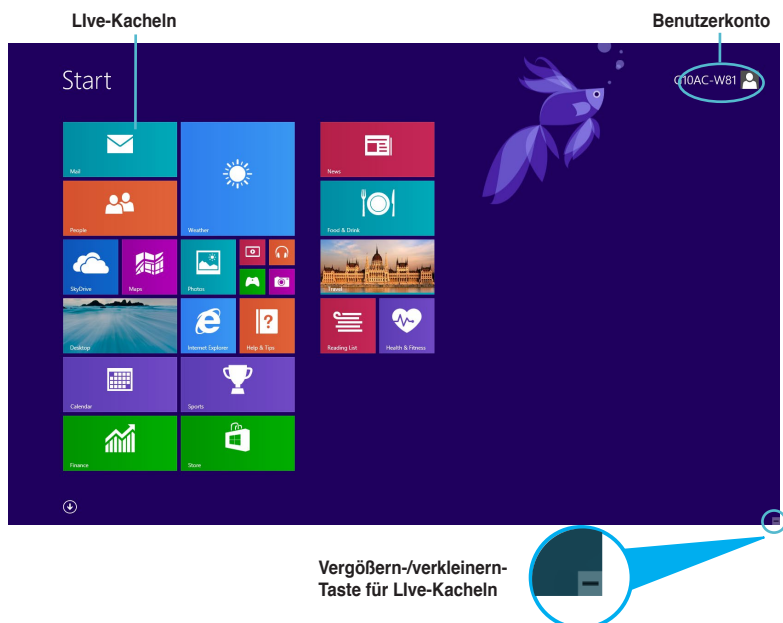 LIve-Kacheln
Benutzerkonto
Start
G10AC-W81
Mail
Weather
News
People
Food & Drink
SkyDrive
Maps
Photos
Travel
Desktop
Internet Explorer
Help & Tips
Reading List
Health & Fitness
Calendar
Sports
Finance
Store
Vergößern-/verkleinern-
Taste für LIve-Kacheln